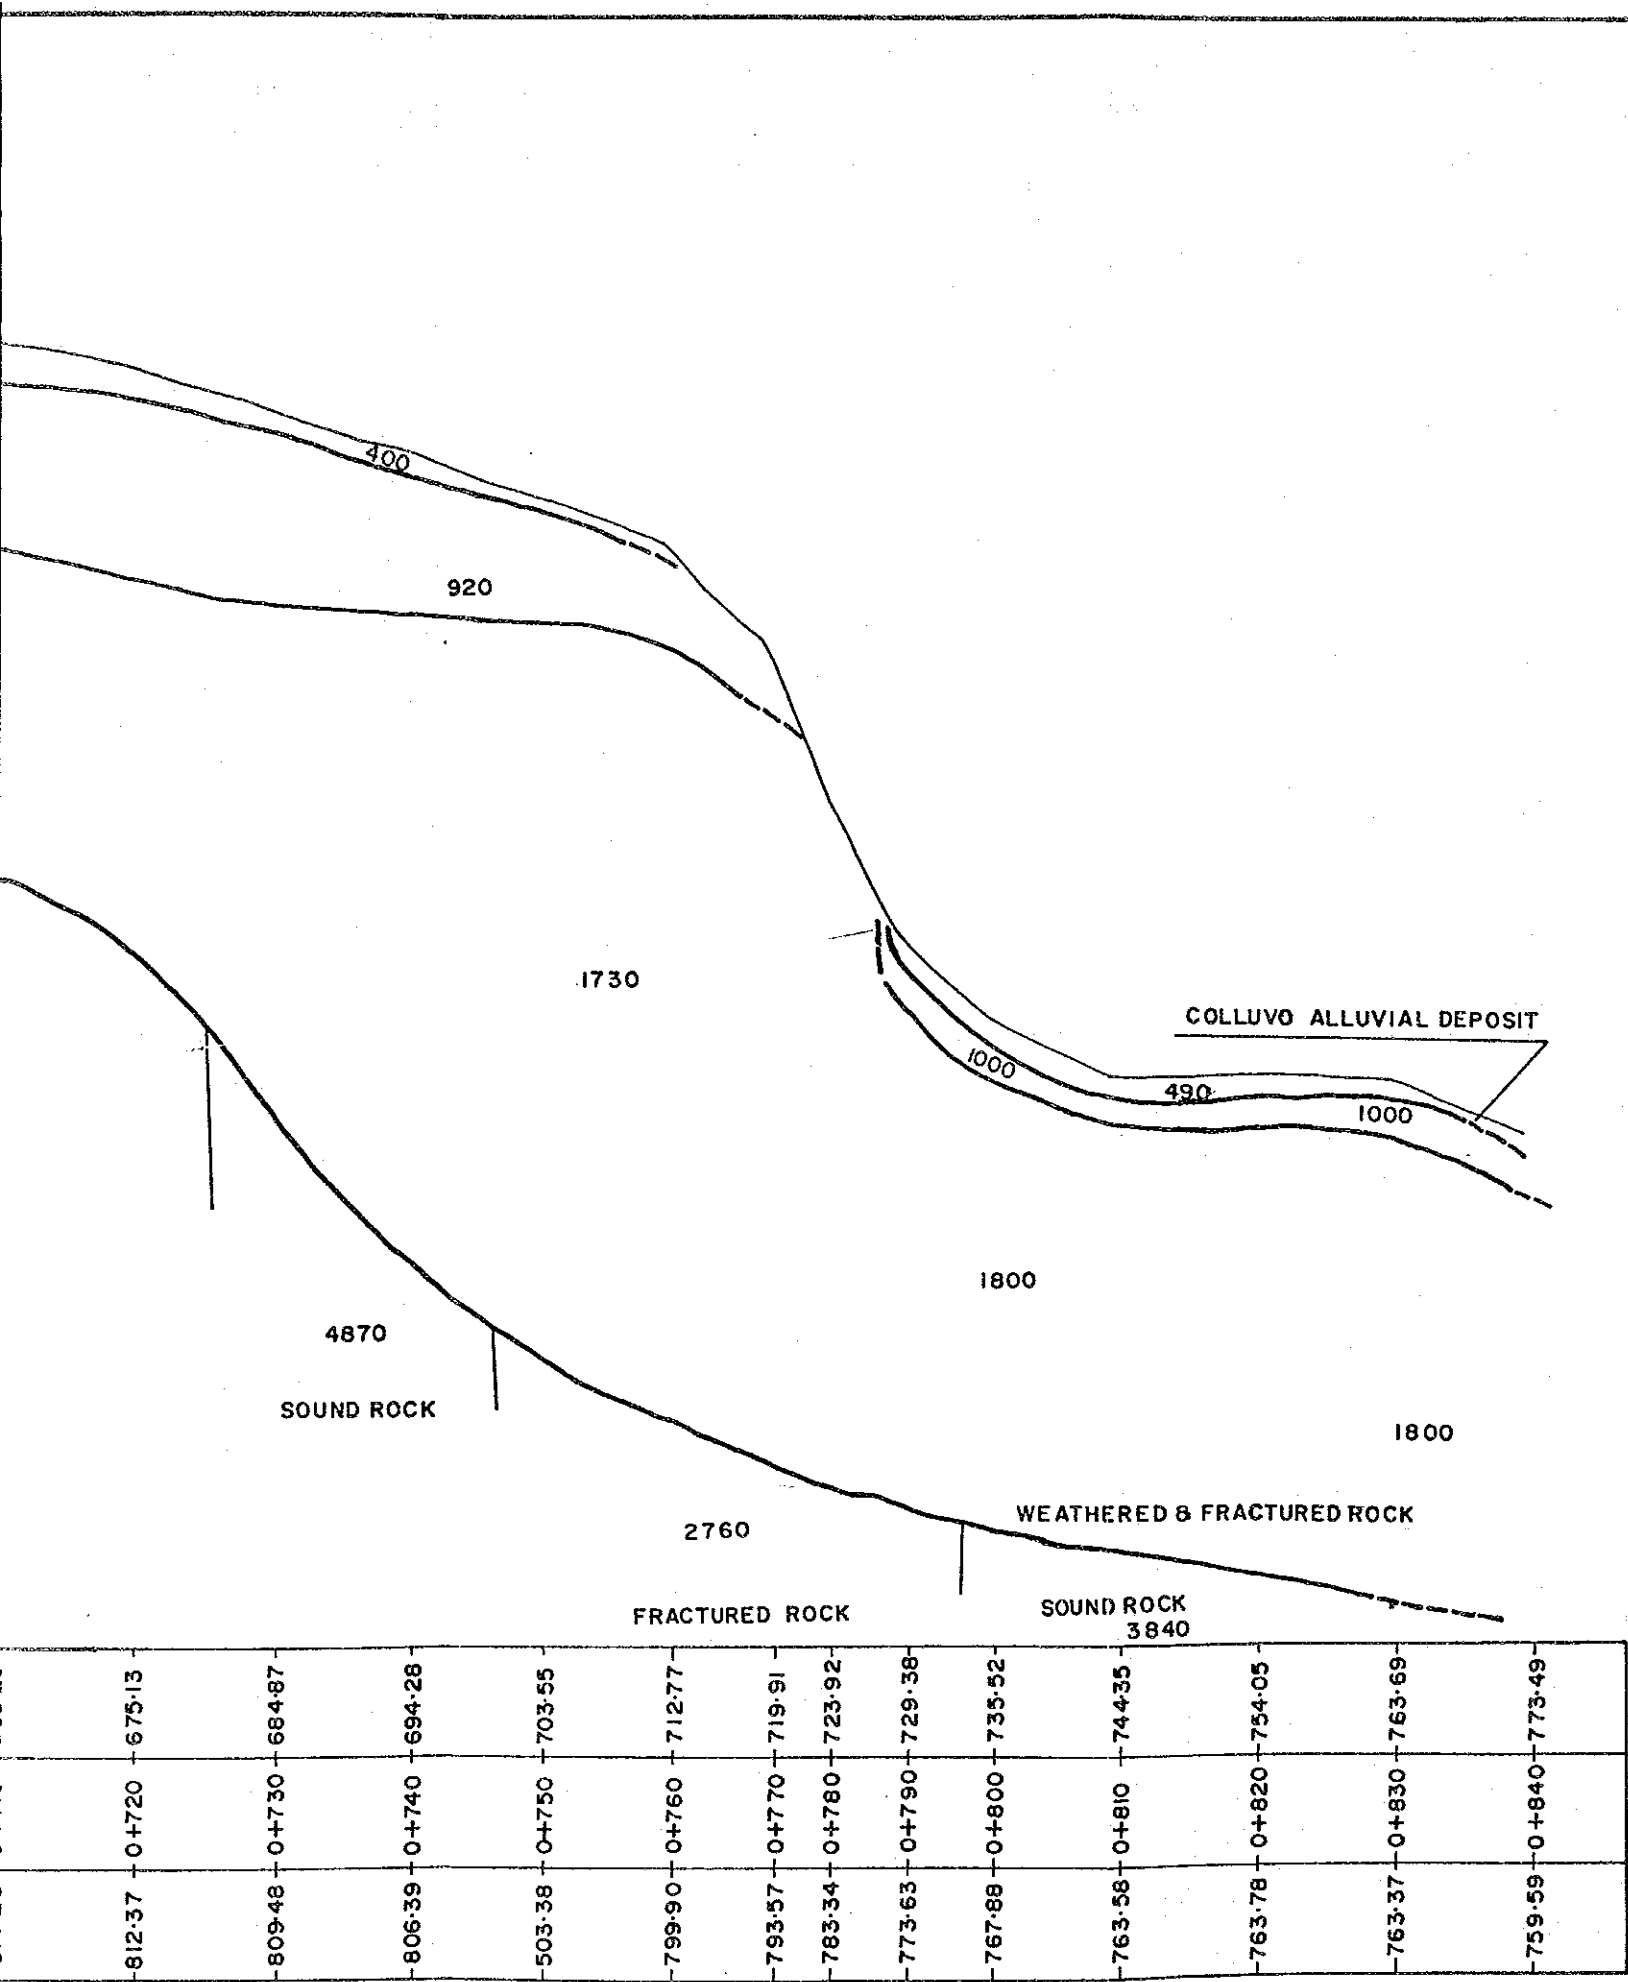 400
920
1730
COLLUVO ALLUVIAL DEPOSIT
1000
490
1000
1800
4870
SOUND ROCK
1800
2760
WEATHERED & FRACTURED ROCK
FRACTURED ROCK
SOUND ROCK
3840
675·13 684·87 694·28 703·55 712·77 719·91 723·92 729·38 735·52 744·35 754·05 763·69 773·49
0+720 0+730 0+740 0+750 0+760 0+770 0+780 0+790 0+800 0+810 0+820 0+830 0+840
812·37 809·48 806·39 503·38 799·90 793·57 783·34 773·63 767·88 763·58 763·78 763·37 759·59